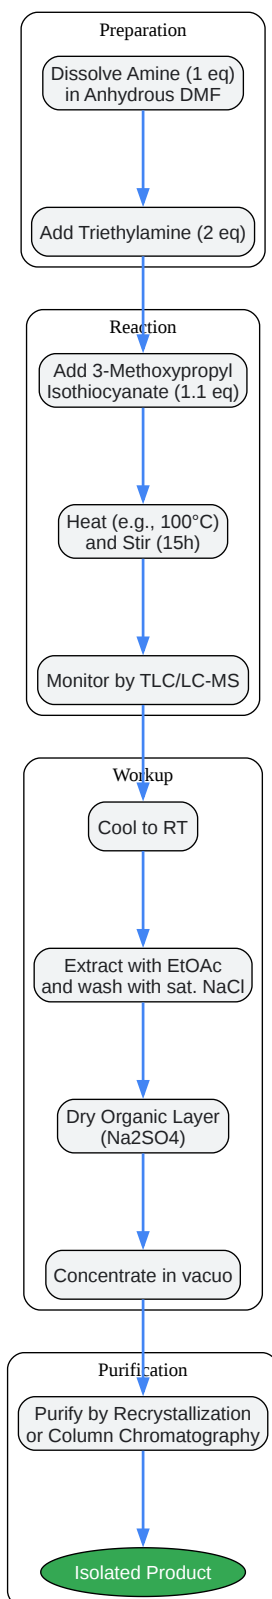 Preparation
Dissolve Amine (1 eq)
in Anhydrous DMF
Add Triethylamine (2 eq)
Reaction
Add 3-Methoxypropyl
Isothiocyanate (1.1 eq)
Heat (e.g., 100°C)
and Stir (15h)
Monitor by TLC/LC-MS
Workup
Cool to RT
Extract with EtOAc
and wash with sat. NaCl
Dry Organic Layer
(Na2SO4)
Concentrate in vacuo
Purification
Purify by Recrystallization
or Column Chromatography
Isolated Product